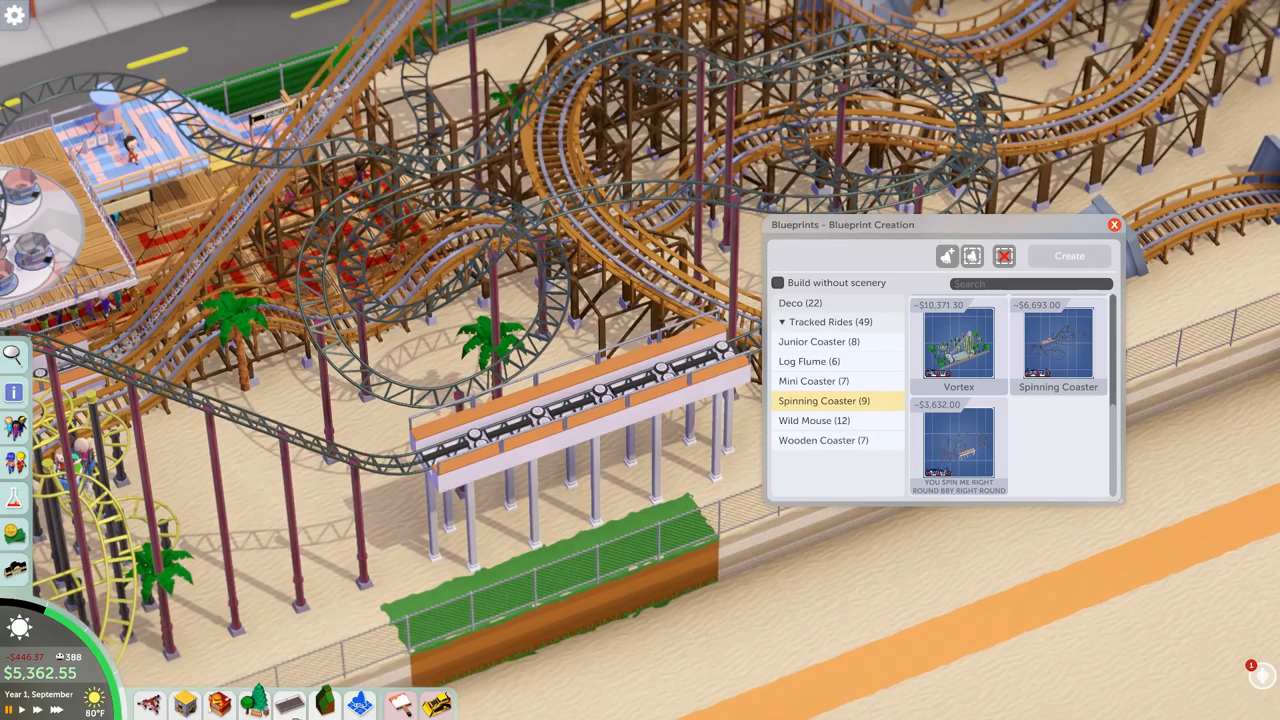 Blueprints - Blueprint Creation
X
Create
Build without scenery
Search
Deco (22)
▼ Tracked Rides (49)
Junior Coaster (8)
Log Flume (6)
Mini Coaster (7)
Spinning Coaster (9)
Wild Mouse (12)
Wooden Coaster (7)
~$10,371.30
Vortex
~$6,693.00
Spinning Coaster
~$3,632.00
YOU SPIN ME RIGHT
ROUND BBY RIGHT ROUND
-$446.37
388
$5,362.55
Year 1, September
80°F
1